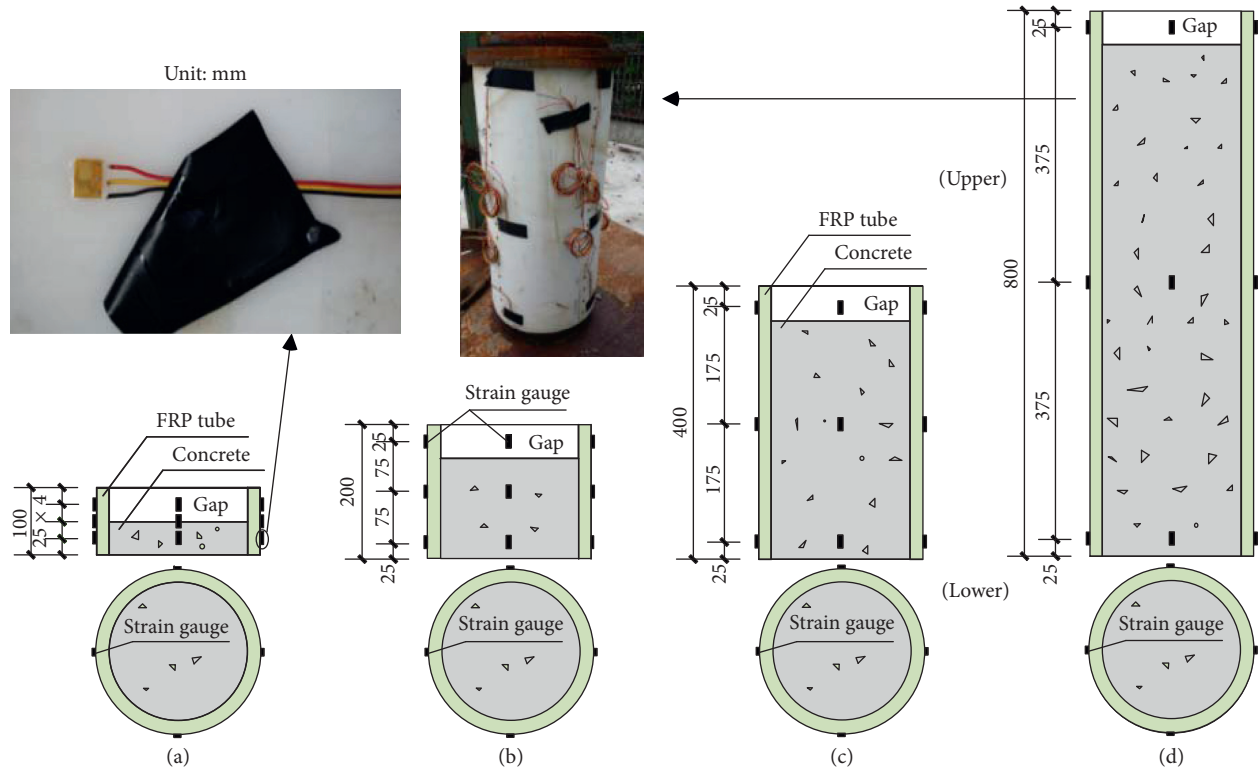 Unit: mm
FRP tube
Concrete
Gap
100
25 × 4
Strain gauge
(a)
Strain gauge
Gap
200
25
75
75
25
Strain gauge
(b)
FRP tube
Concrete
Gap
400
25
175
175
25
Strain gauge
(c)
(Upper)
(Lower)
Gap
800
25
375
375
25
Strain gauge
(d)